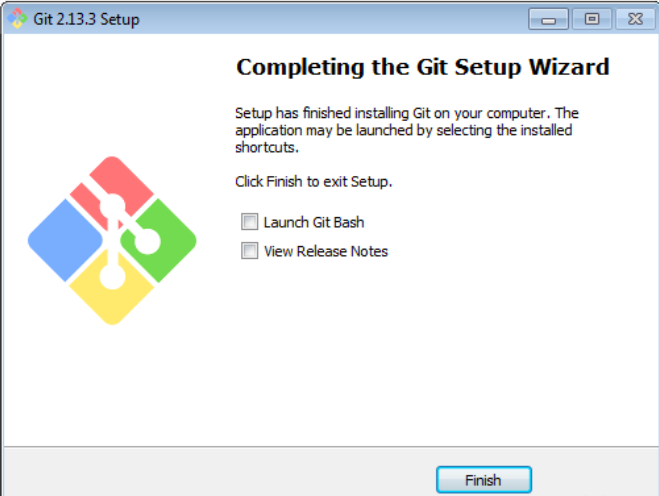 Git 2.13.3 Setup
Completing the Git Setup Wizard
Setup has finished installing Git on your computer. The
application may be launched by selecting the installed
shortcuts.
Click Finish to exit Setup.
Launch Git Bash
View Release Notes
Finish